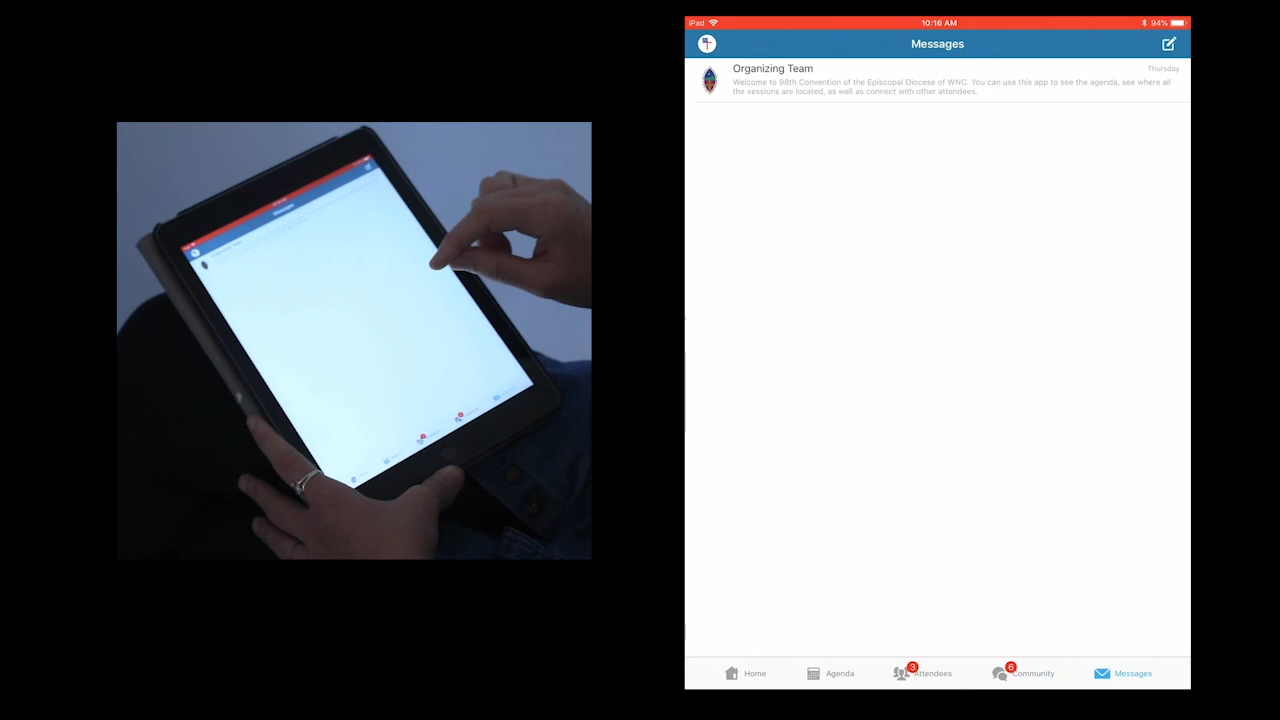 iPad
10:16 AM
94%
Messages
Organizing Team
Thursday
Welcome to 98th Convention of the Episcopal Diocese of WNC. You can use this app to see the agenda, see where all
the sessions are located, as well as connect with other attendees.
Home
Agenda
3
Attendees
6
Community
Messages